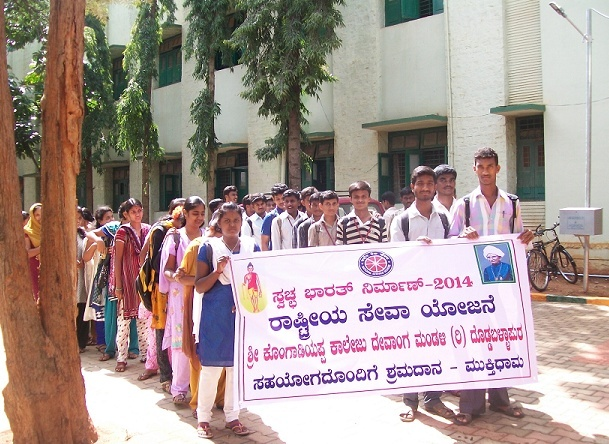 ಸ್ವಚ್ಛ ಭಾರತ್ ನಿರ್ಮಾಣ್-2014
ರಾಷ್ಟ್ರೀಯ ಸೇವಾ ಯೋಜನೆ
ಶ್ರೀ ಕೊಂಗಾಡಿಯಪ್ಪ ಕಾಲೇಜು ದೇವಾಂಗ ಮಂಡಳಿ (ರಿ) ದೊಡಬಳ್ಳಾಪುರ
ಸಹಯೋಗದೊಂದಿಗೆ ಶ್ರಮದಾನ - ಮುಕ್ತಿಧಾಮ